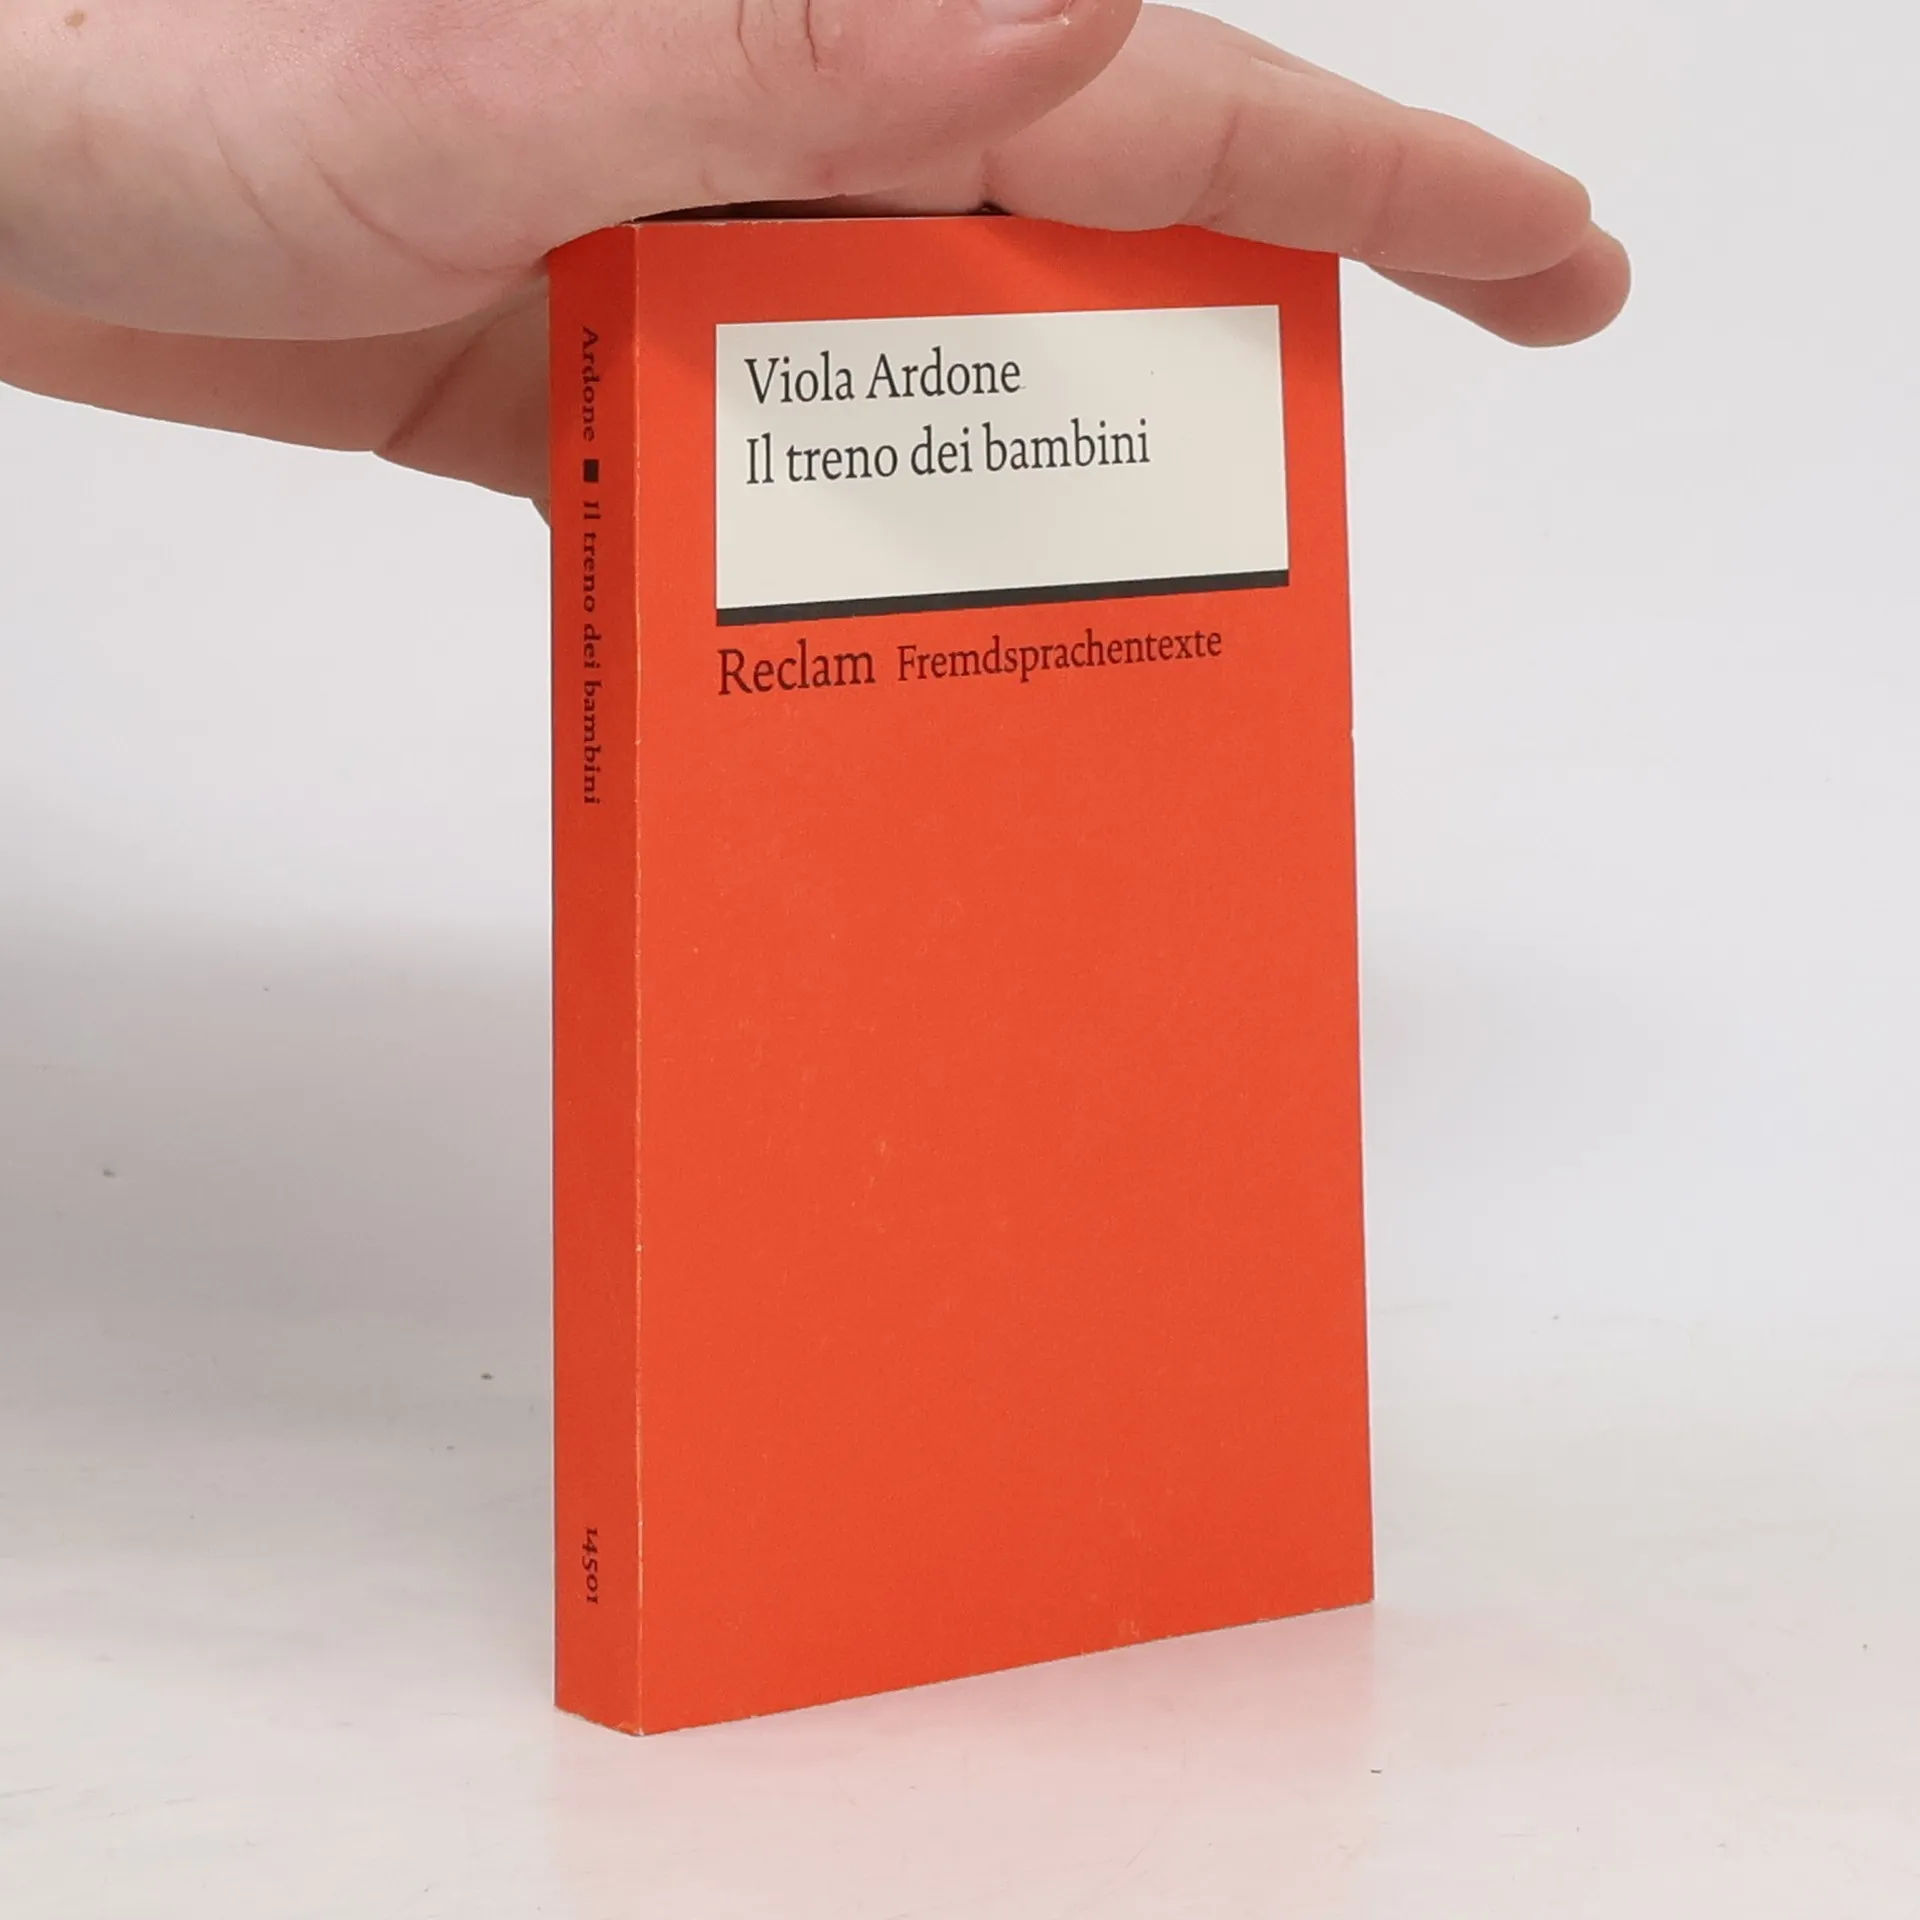 Viola Ardone
Il treno dei bambini
Reclam Fremdsprachentexte
Ardone ■ Il treno dei bambini
14501